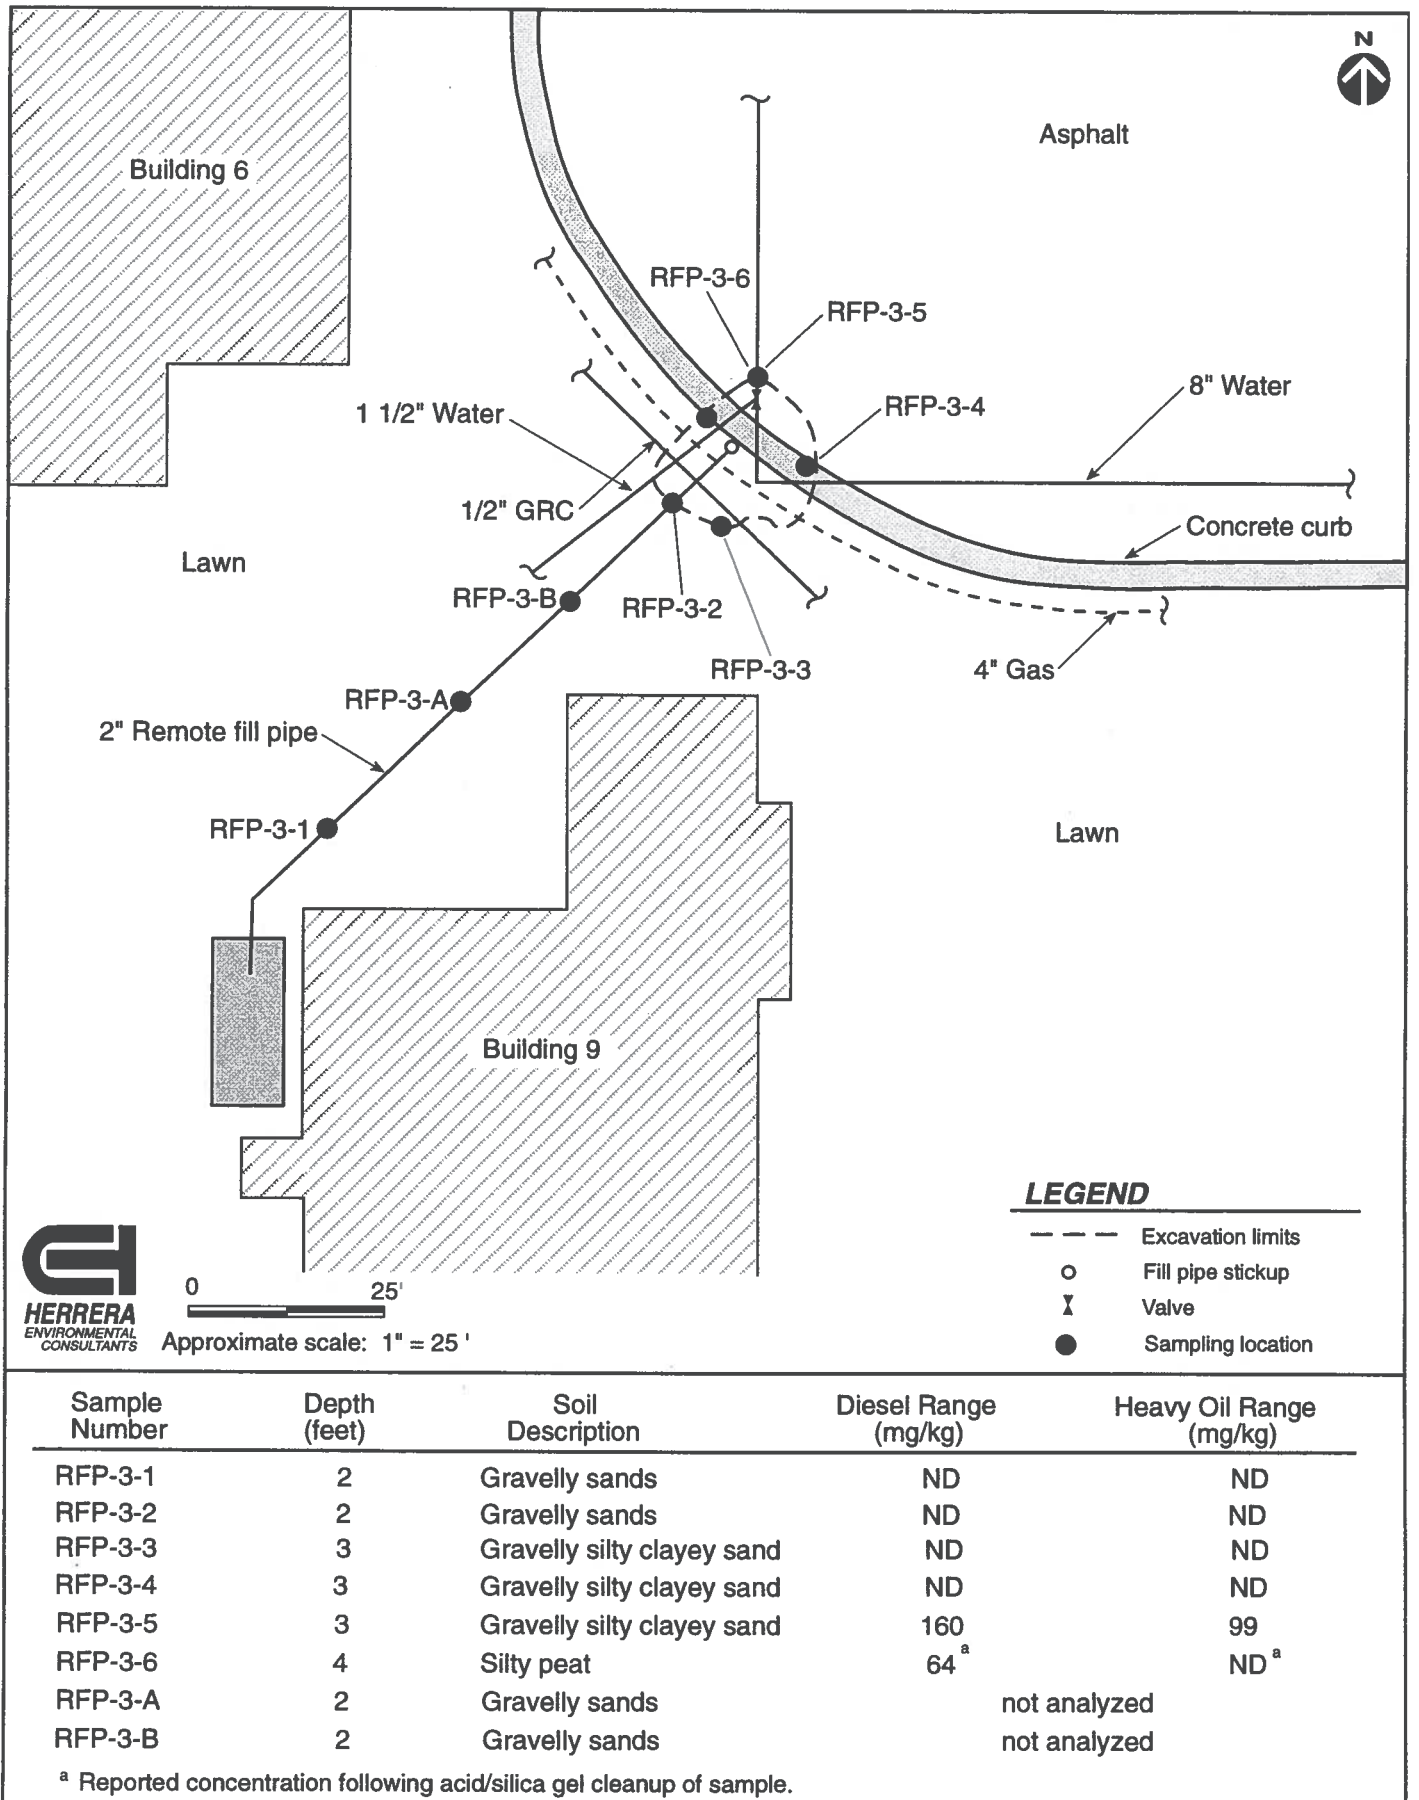 N
Asphalt
Building 6
RFP-3-6
RFP-3-5
8" Water
1 1/2" Water
RFP-3-4
1/2" GRC
Concrete curb
Lawn
RFP-3-B
RFP-3-2
RFP-3-3
4" Gas
RFP-3-A
2" Remote fill pipe
RFP-3-1
Lawn
Building 9
LEGEND
Excavation limits
Fill pipe stickup
Valve
Sampling location
HERRERA
ENVIRONMENTAL
CONSULTANTS
0 25'
Approximate scale: 1" = 25 '
Sample Number Depth (feet) Soil Description Diesel Range (mg/kg) Heavy Oil Range (mg/kg)
RFP-3-1 2 Gravelly sands ND ND
RFP-3-2 2 Gravelly sands ND ND
RFP-3-3 3 Gravelly silty clayey sand ND ND
RFP-3-4 3 Gravelly silty clayey sand ND ND
RFP-3-5 3 Gravelly silty clayey sand 160 99
RFP-3-6 4 Silty peat 64 a ND a
RFP-3-A 2 Gravelly sands not analyzed
RFP-3-B 2 Gravelly sands not analyzed
a Reported concentration following acid/silica gel cleanup of sample.